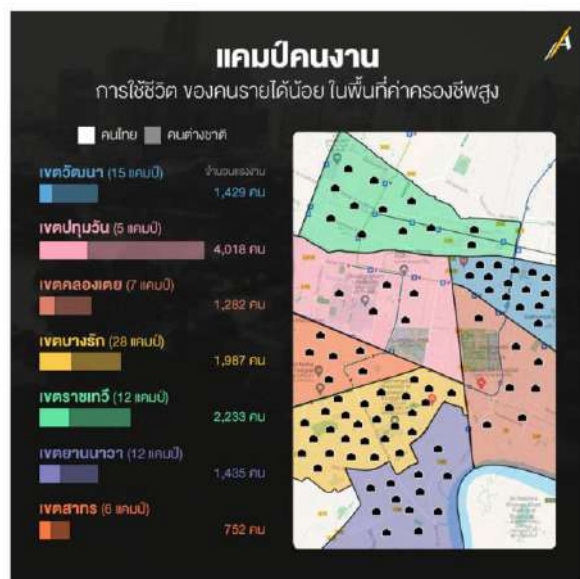 แคมป์คนงาน
การใช้ชีวิต ของคนรายได้น้อย ในพื้นที่ค่าครองชีพสูง
คนไทย คนต่างชาติ
เขตวัฒนา (15 แคมป์) จำนวนแรงงาน
1,429 คน
เขตปทุมวัน (5 แคมป์)
4,018 คน
เขตคลองเตย (7 แคมป์)
1,282 คน
เขตบางรัก (28 แคมป์)
1,987 คน
เขตราชเทวี (12 แคมป์)
2,233 คน
เขตยานนาวา (12 แคมป์)
1,435 คน
เขตสาทร (6 แคมป์)
752 คน